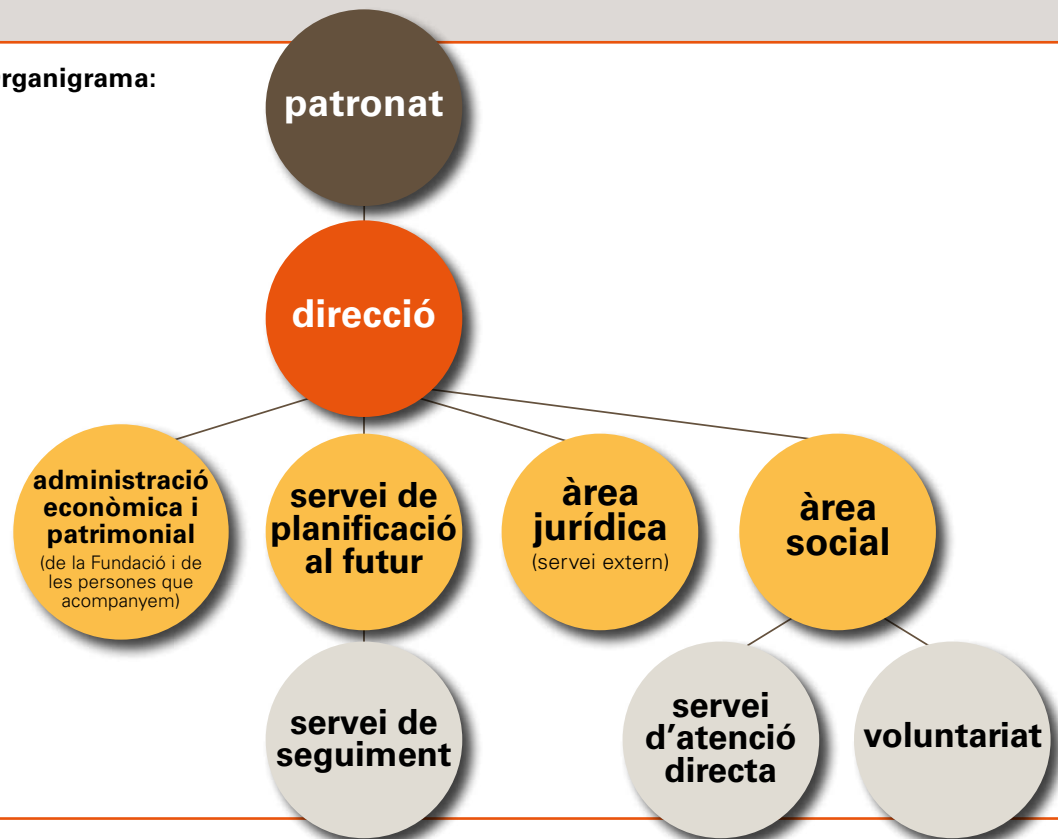 rganigrama:
patronat
direcció
administració
econòmica i
patrimonial
(de la Fundació i de
les persones que
acompanyem)
servei de
planificació
al futur
àrea
jurídica
(servei extern)
àrea
social
servei de
seguiment
servei
d’atenció
directa
voluntariat